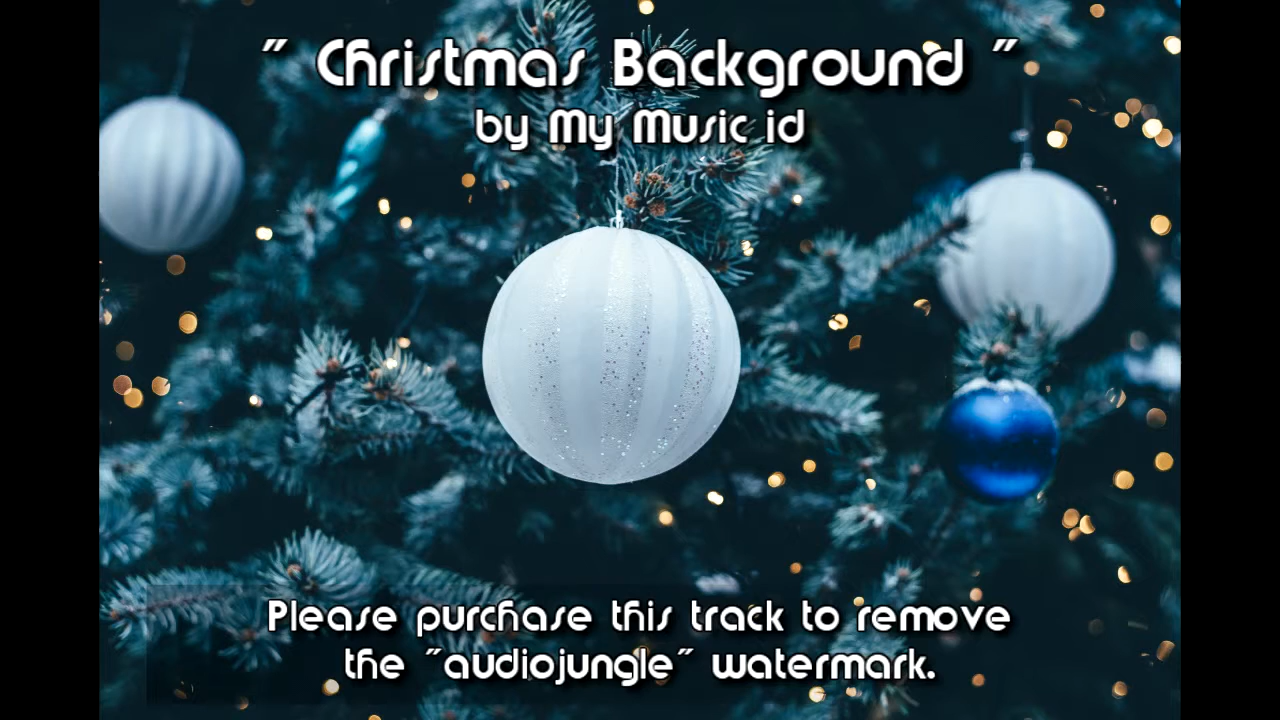 " Christmas Background "
by My Music id
Please purchase this track to remove
the "audiojungle" watermark.